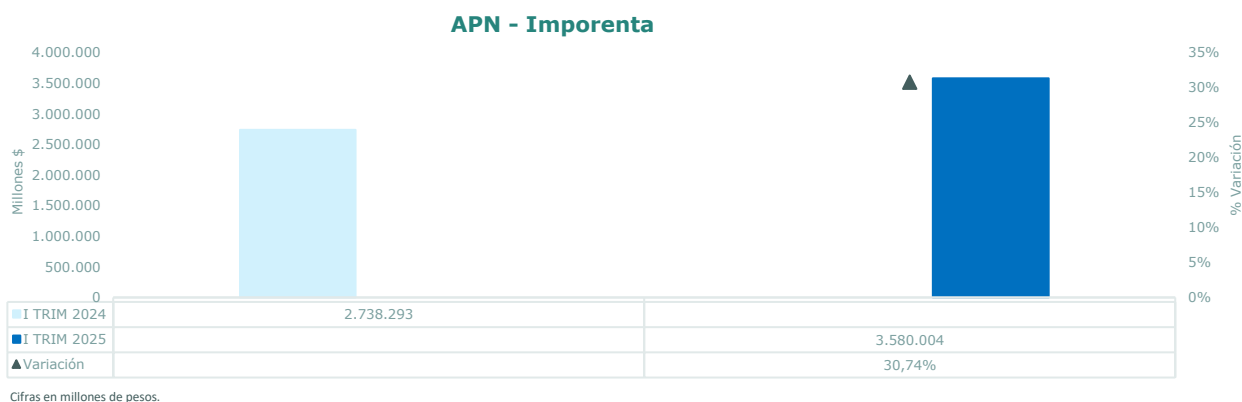 APN - Imporenta
4.000.000
3.500.000
3.000.000
2.500.000
2.000.000
1.500.000
1.000.000
500.000
0
Millones $
35%
30%
25%
20%
15%
10%
5%
0%
% Variación
I TRIM 2024 2.738.293
I TRIM 2025 3.580.004
Variación 30,74%
Cifras en millones de pesos.